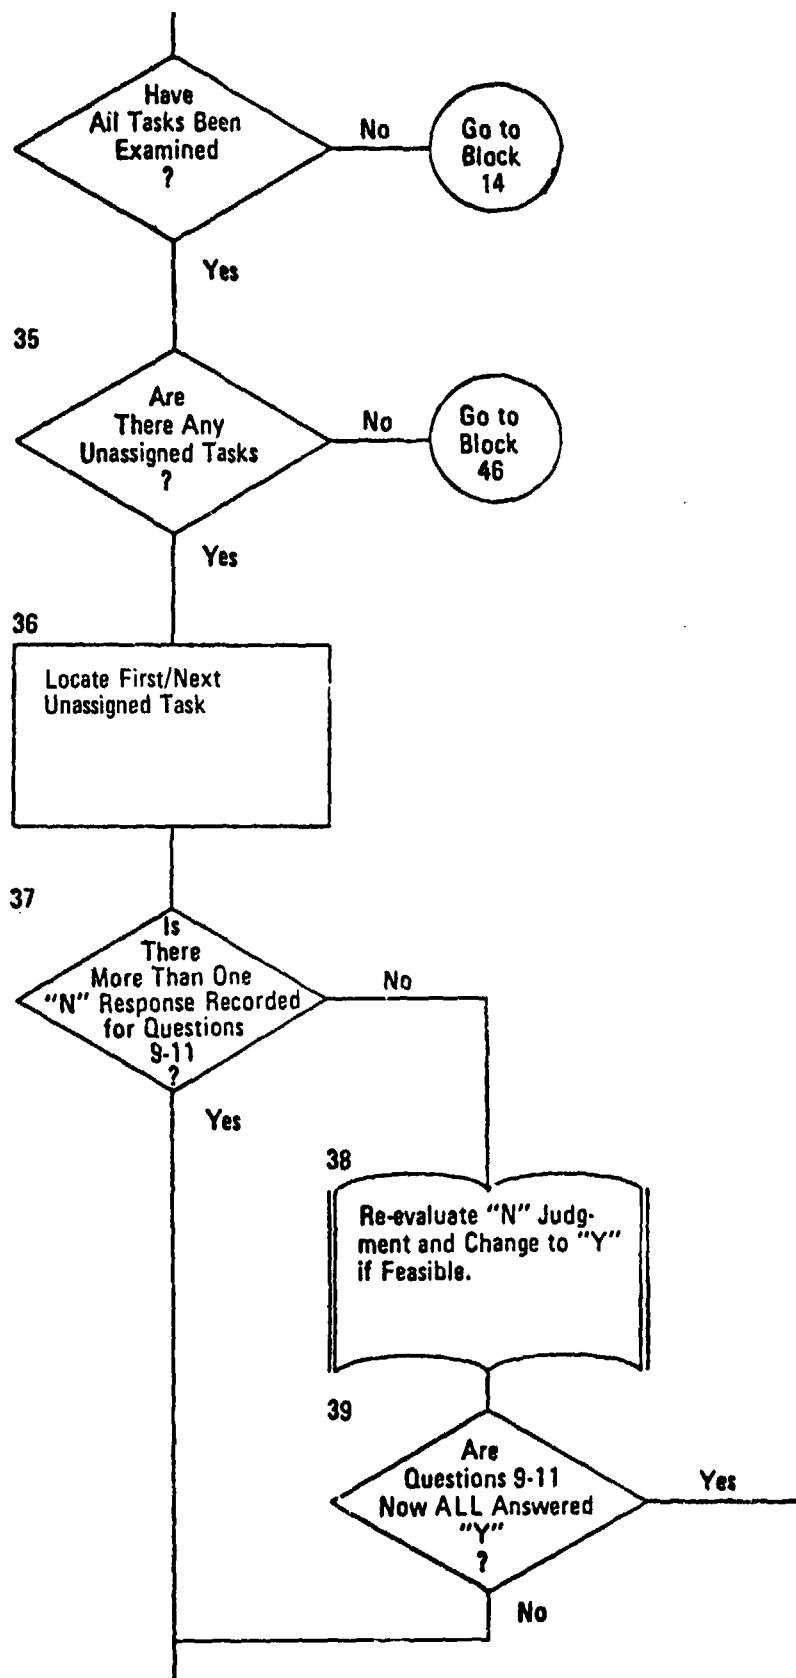 Have
All Tasks Been
Examined
?
No
Go to
Block
14
Yes
35
Are
There Any
Unassigned Tasks
?
No
Go to
Block
46
Yes
36
Locate First/Next
Unassigned Task
37
Is
There
More Than One
"N" Response Recorded
for Questions
9-11
?
No
Yes
38
Re-evaluate "N" Judg-
ment and Change to "Y"
if Feasible.
39
Are
Questions 9-11
Now ALL Answered
"Y"
?
Yes
No